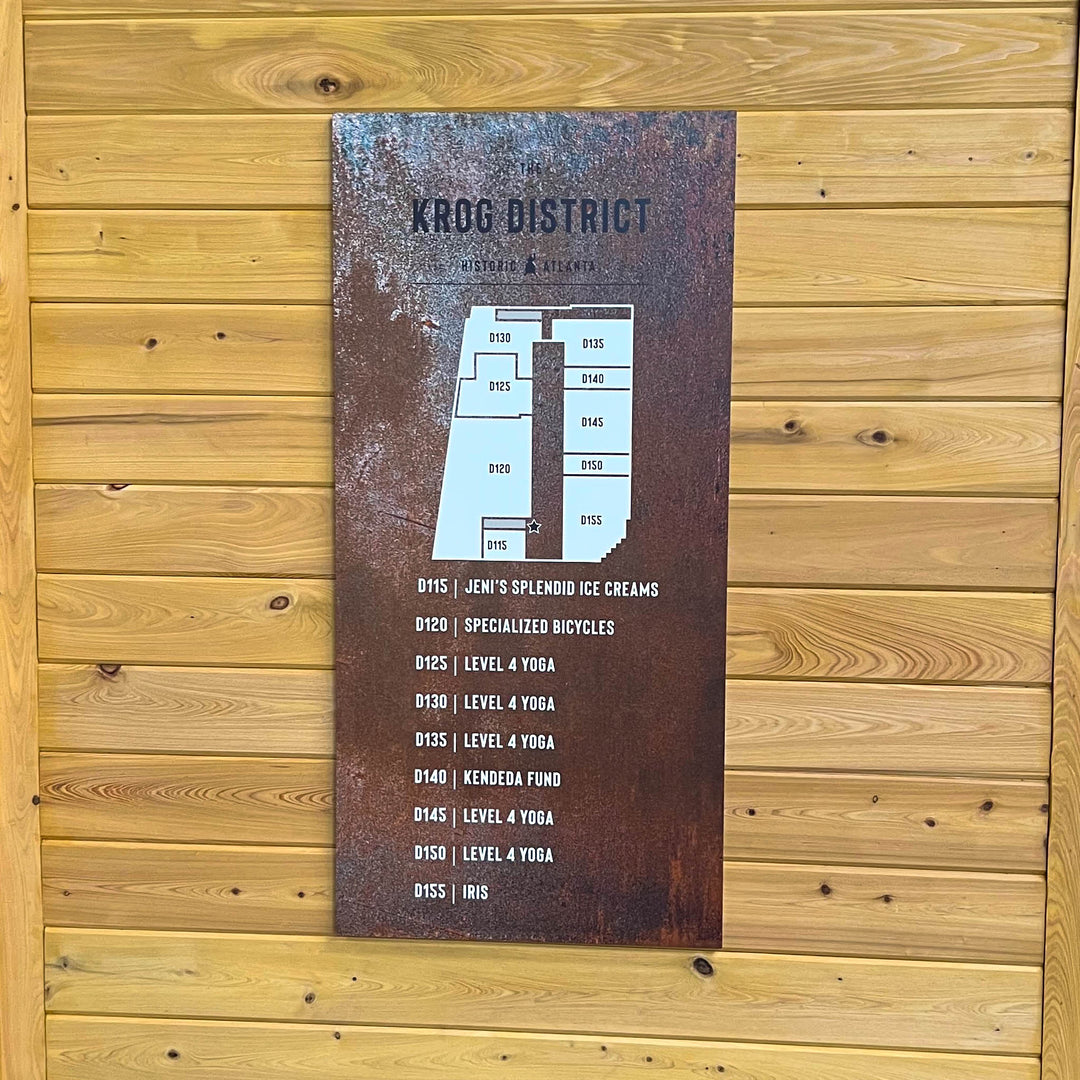 THE
KROG DISTRICT
HISTORIC ATLANTA
D130
D135
D140
D125
D145
D150
D120
D155
D115
D115 | JENI'S SPLENDID ICE CREAMS
D120 | SPECIALIZED BICYCLES
D125 | LEVEL 4 YOGA
D130 | LEVEL 4 YOGA
D135 | LEVEL 4 YOGA
D140 | KENDEDA FUND
D145 | LEVEL 4 YOGA
D150 | LEVEL 4 YOGA
D155 | IRIS